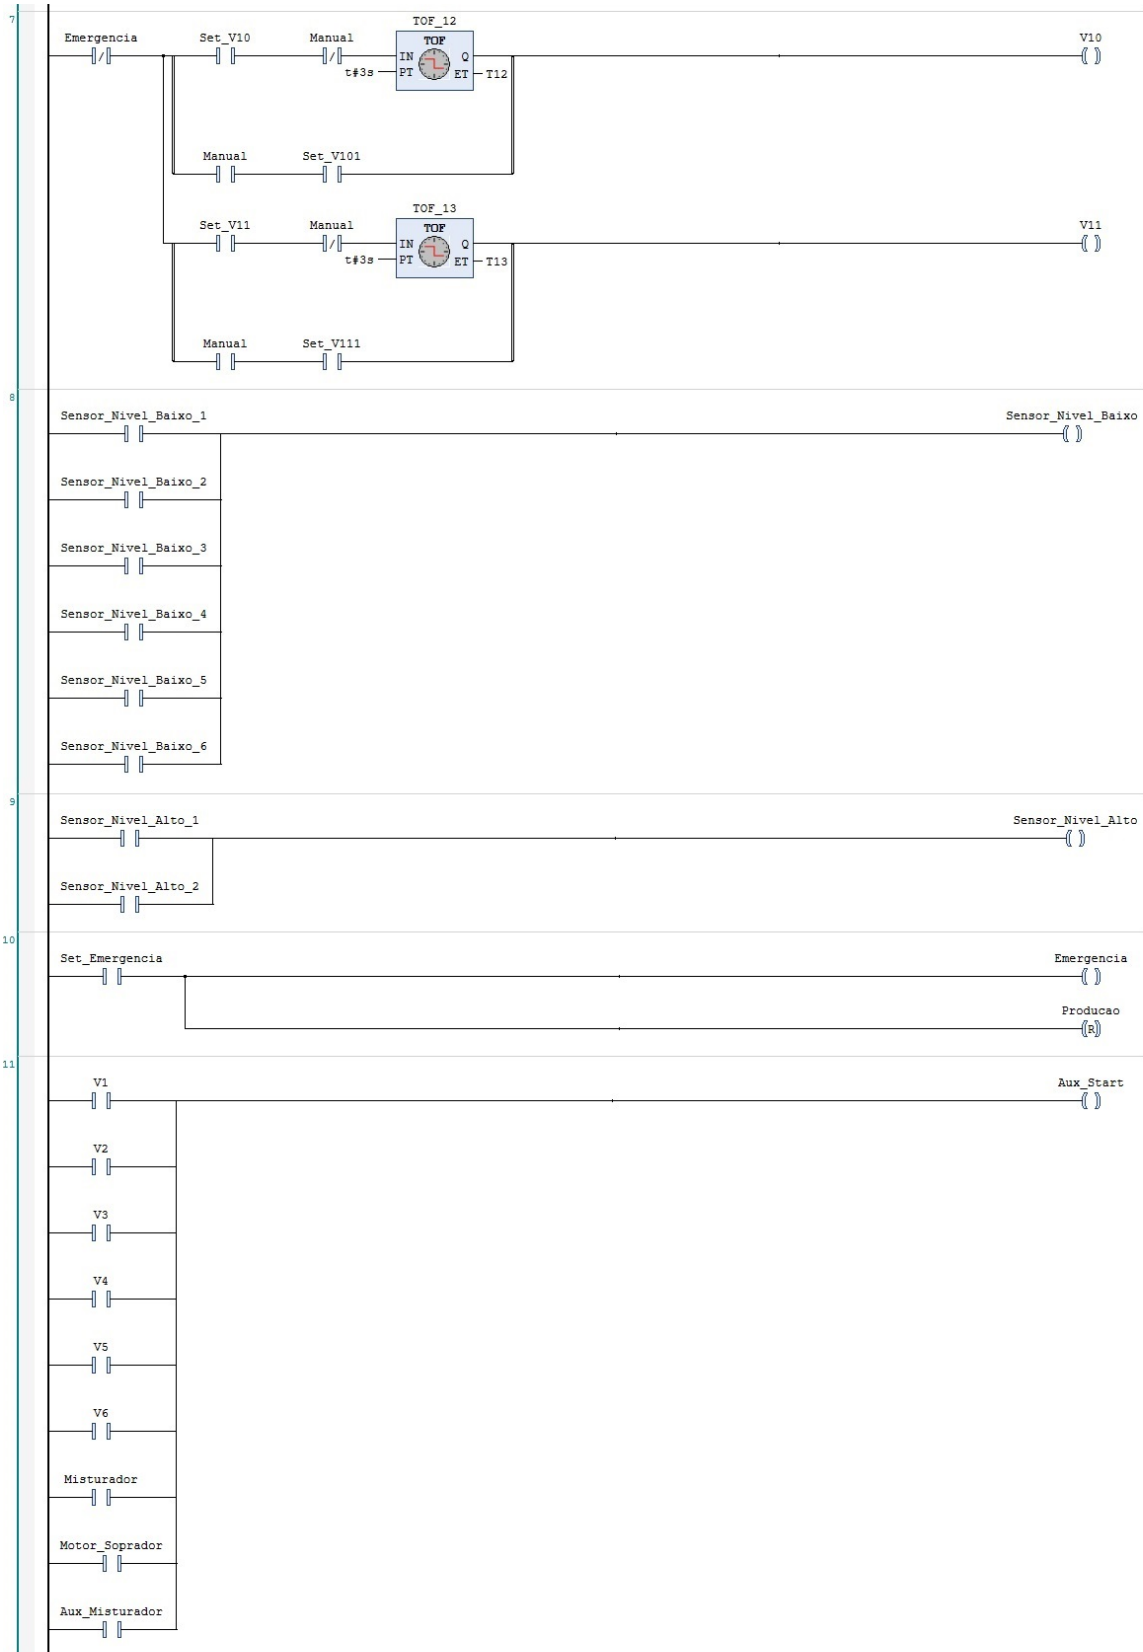 7
TOF_12
Emergencia Set_V10 Manual TOF V10
IN Q
t#3s PT ET T12
Manual Set_V101
TOF_13
Set_V11 Manual TOF V11
IN Q
t#3s PT ET T13
Manual Set_V111
8
Sensor_Nivel_Baixo_1 Sensor_Nivel_Baixo
Sensor_Nivel_Baixo_2
Sensor_Nivel_Baixo_3
Sensor_Nivel_Baixo_4
Sensor_Nivel_Baixo_5
Sensor_Nivel_Baixo_6
9
Sensor_Nivel_Alto_1 Sensor_Nivel_Alto
Sensor_Nivel_Alto_2
10
Set_Emergencia Emergencia
Producao
R
11
V1 Aux_Start
V2
V3
V4
V5
V6
Misturador
Motor_Soprador
Aux_Misturador